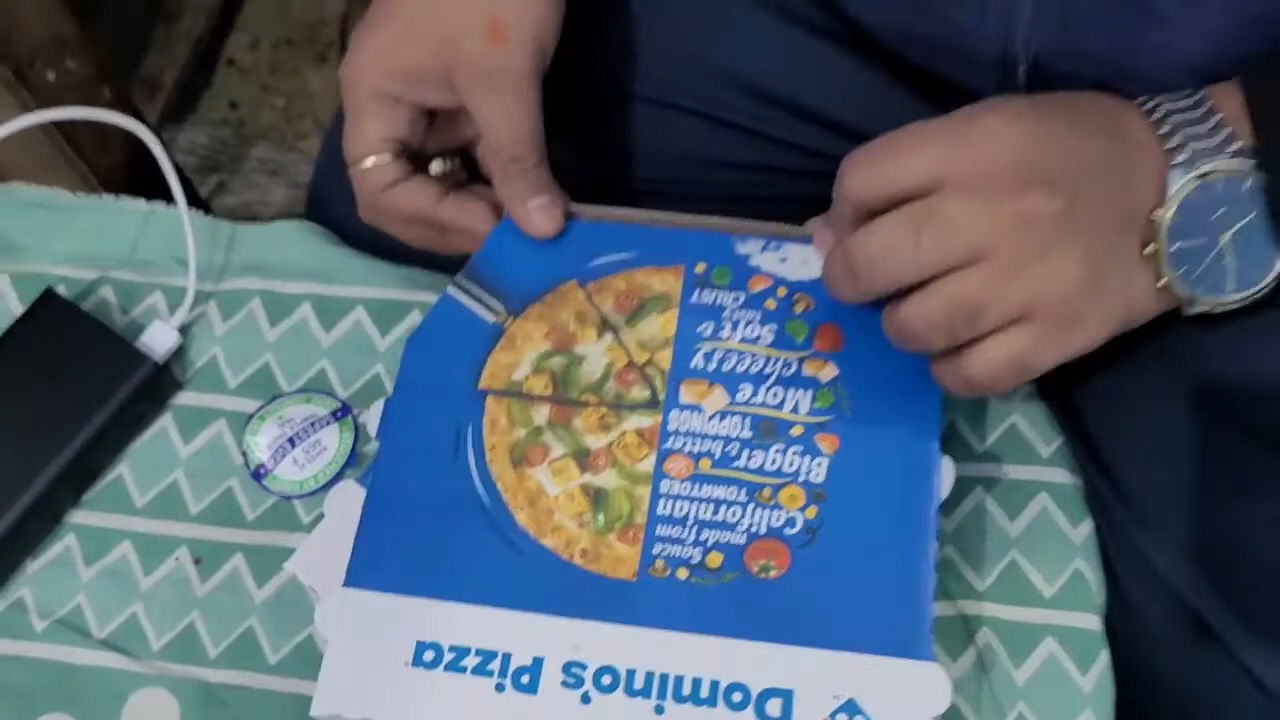 Domino's Pizza
Sauce
made from
Californian
TOMATOES
Bigger & better
TOPPINGS
More
cheesy
Soft &
tasty
CRUST